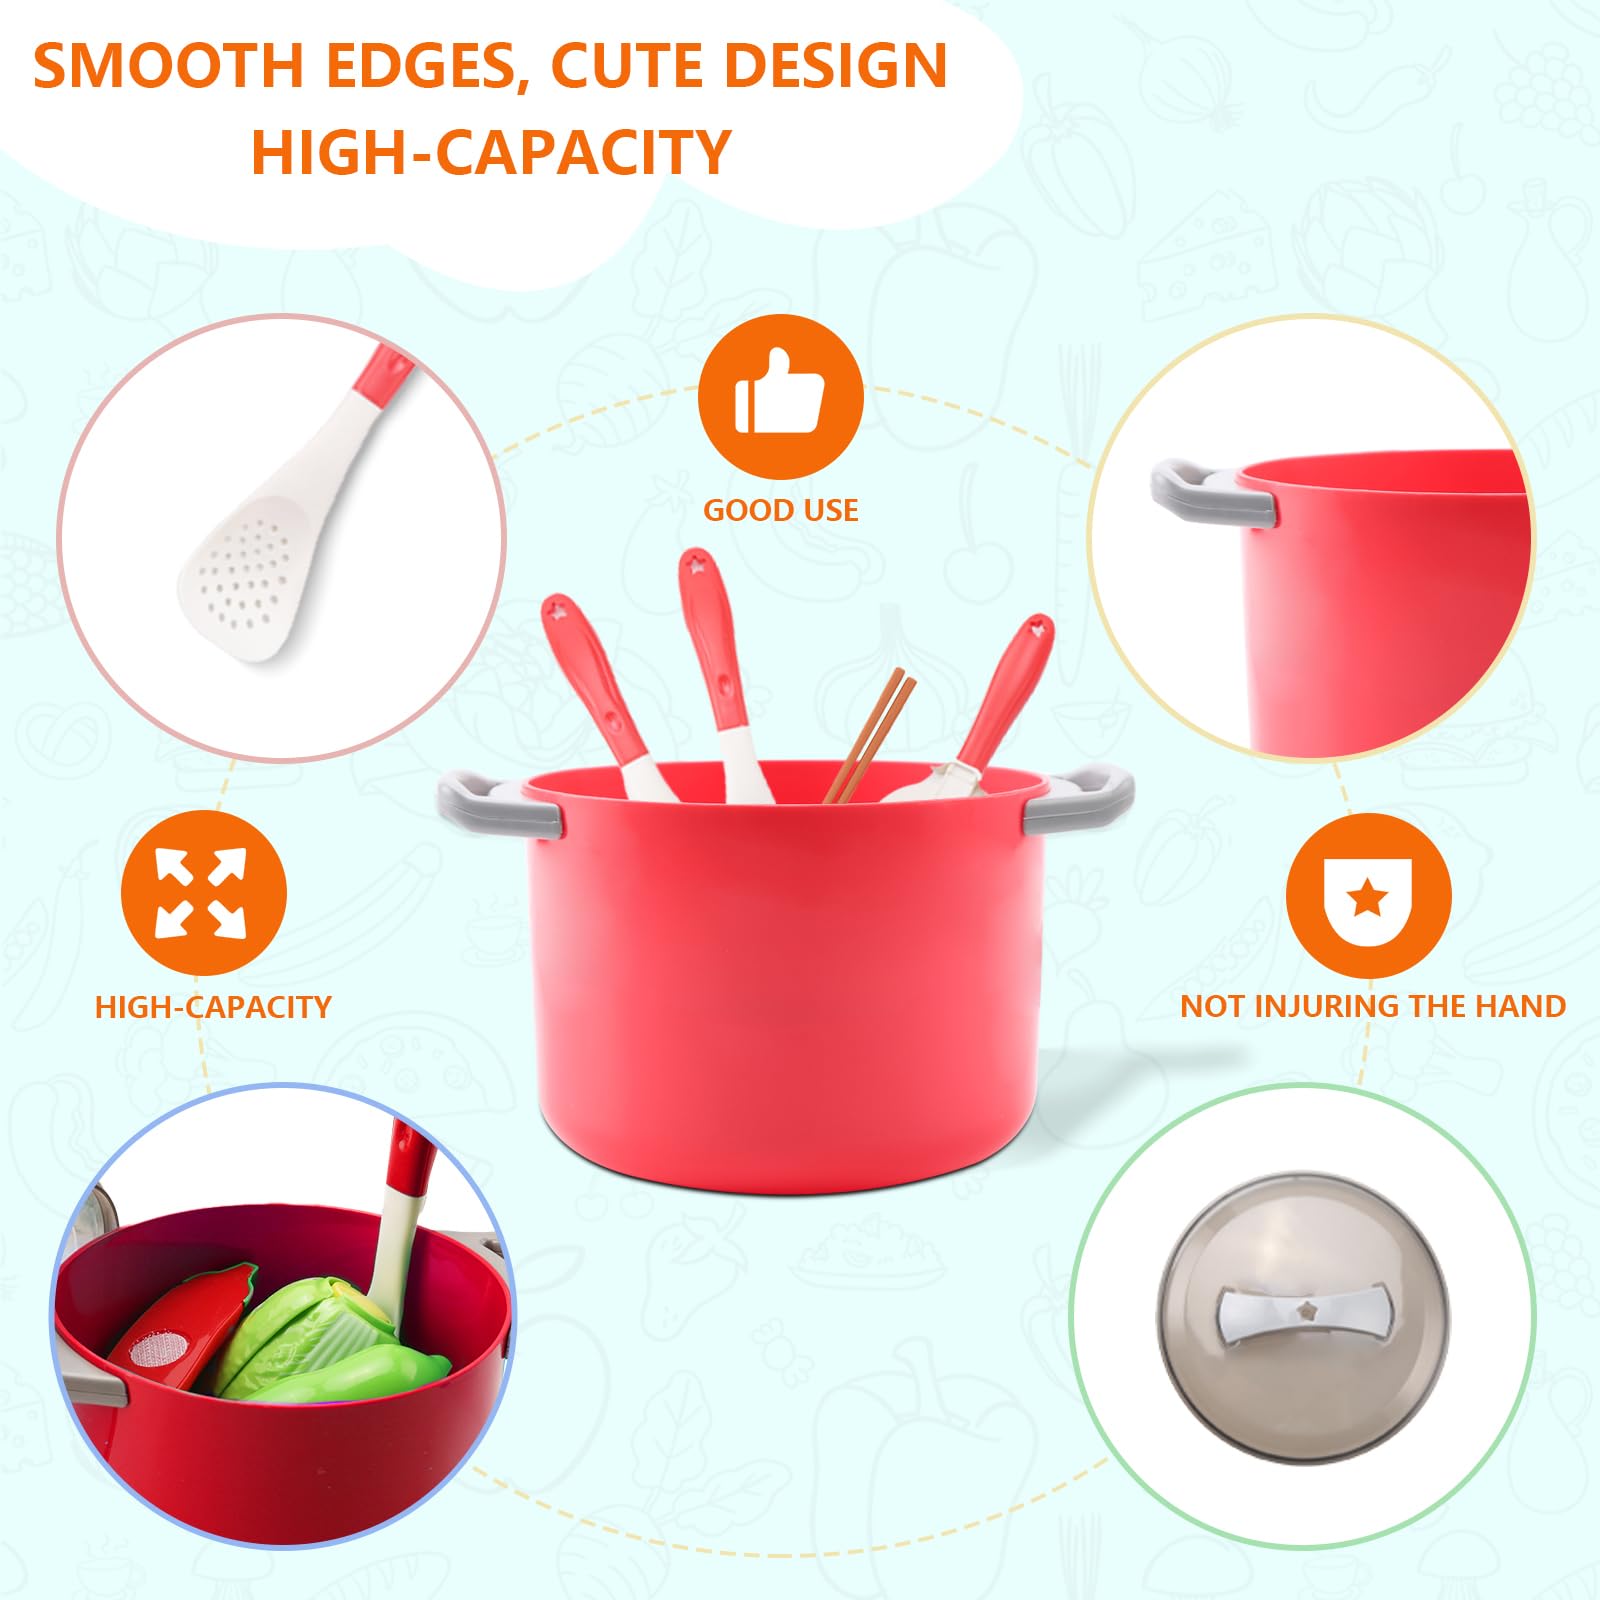 SMOOTH EDGES, CUTE DESIGN
HIGH-CAPACITY
GOOD USE
HIGH-CAPACITY
NOT INJURING THE HAND